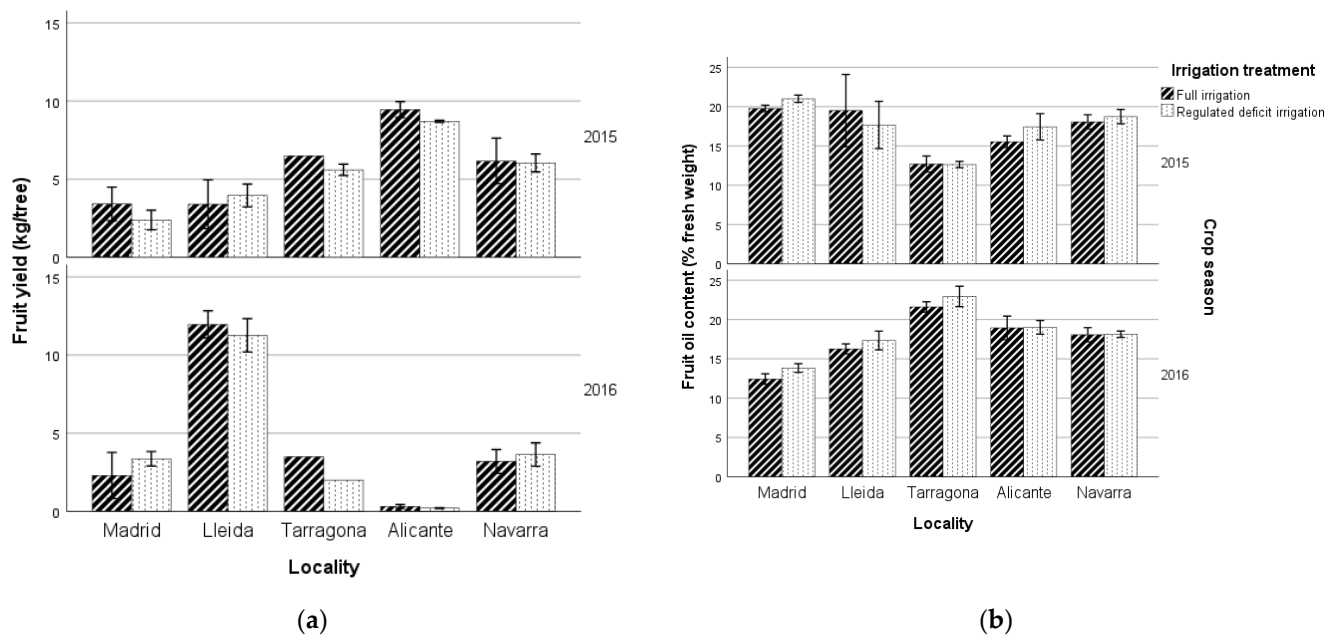 Fruit yield (kg/tree)
15
10
5
0
2015
15
10
5
0
2016
Madrid Lleida Tarragona Alicante Navarra
Locality
(a)
Fruit oil content (% fresh weight)
25
20
15
10
5
0
2015
25
20
15
10
5
0
2016
Madrid Lleida Tarragona Alicante Navarra
Locality
Crop season
Irrigation treatment
Full irrigation
Regulated deficit irrigation
(b)